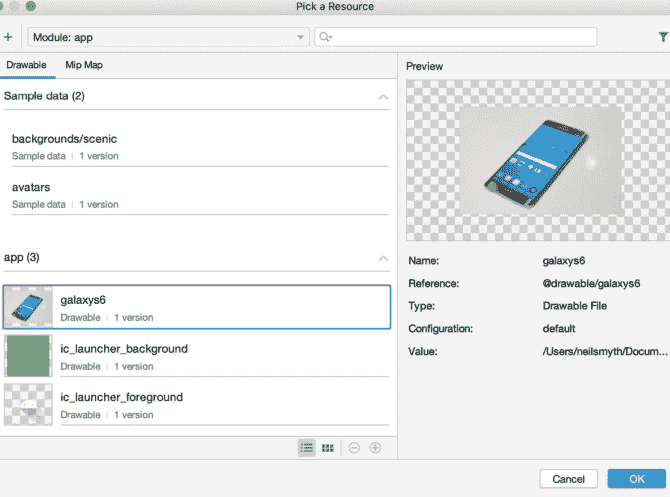 Pick a Resource
Module: app
Drawable Mip Map
Sample data (2)
backgrounds/scenic
Sample data | 1 version
avatars
Sample data | 1 version
app (3)
galaxys6
Drawable | 1 version
ic_launcher_background
Drawable | 1 version
ic_launcher_foreground
Drawable | 1 version
Preview
Name: galaxys6
Reference: @drawable/galaxys6
Type: Drawable File
Configuration: default
Value: /Users/neilsmyth/Docum...
Cancel OK